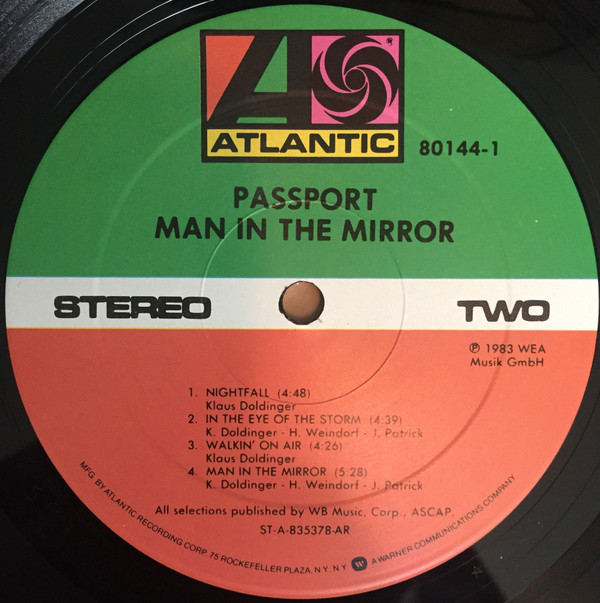 ATLANTIC
80144-1
PASSPORT
MAN IN THE MIRROR
STEREO
TWO
℗ 1983 WEA
Musik GmbH
1. NIGHTFALL (4:48)
Klaus Doldinger
2. IN THE EYE OF THE STORM (4:39)
K. Doldinger - H. Weindorf - J. Patrick
3. WALKIN' ON AIR (4:26)
Klaus Doldinger
4. MAN IN THE MIRROR (5:28)
K. Doldinger - H. Weindorf - J. Patrick
All selections published by WB Music, Corp., ASCAP.
ST-A-835378-AR
MFG. BY ATLANTIC RECORDING CORP. 75 ROCKEFELLER PLAZA, N.Y. N.Y. A WARNER COMMUNICATIONS COMPANY